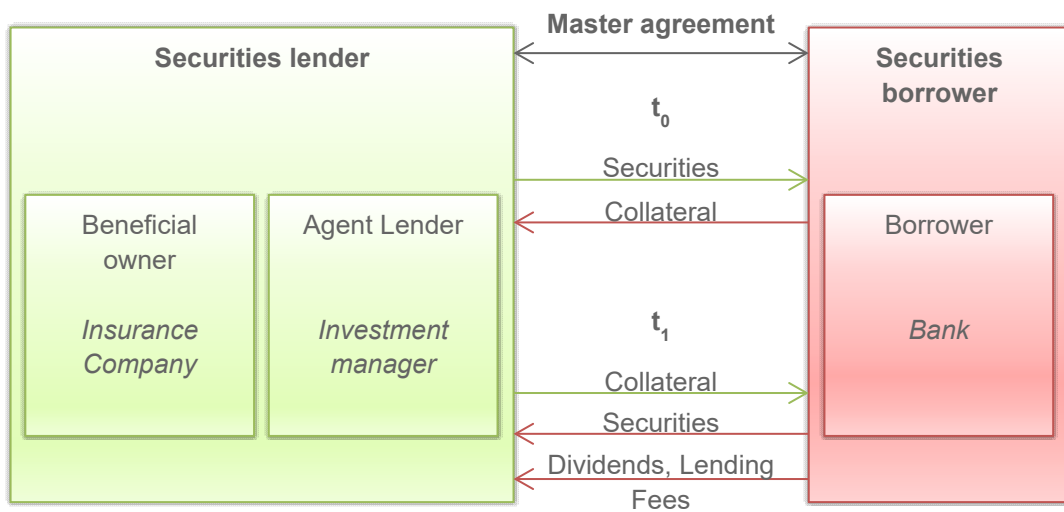 Master agreement
Securities lender
Securities
borrower
t₀
Securities
Collateral
Beneficial
owner
Agent Lender
Borrower
Insurance
Company
Investment
manager
t₁
Bank
Collateral
Securities
Dividends, Lending
Fees